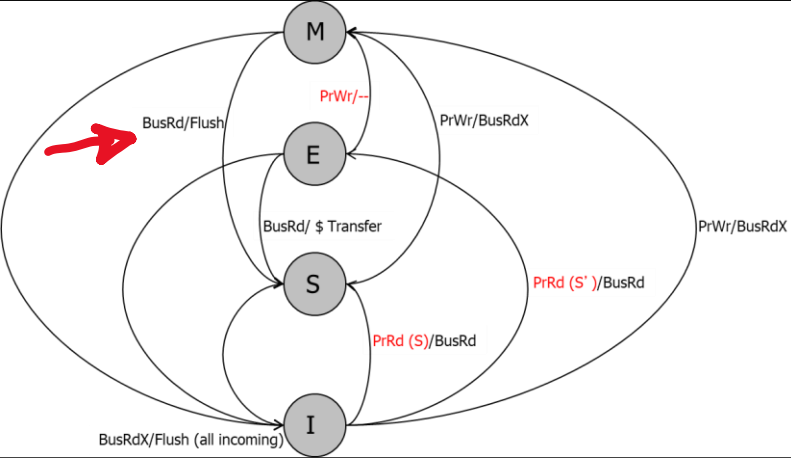 M
PrWr/--
BusRd/Flush
PrWr/BusRdX
E
BusRd/ $ Transfer
PrWr/BusRdX
S
PrRd (S')/BusRd
PrRd (S)/BusRd
I
BusRdX/Flush (all incoming)